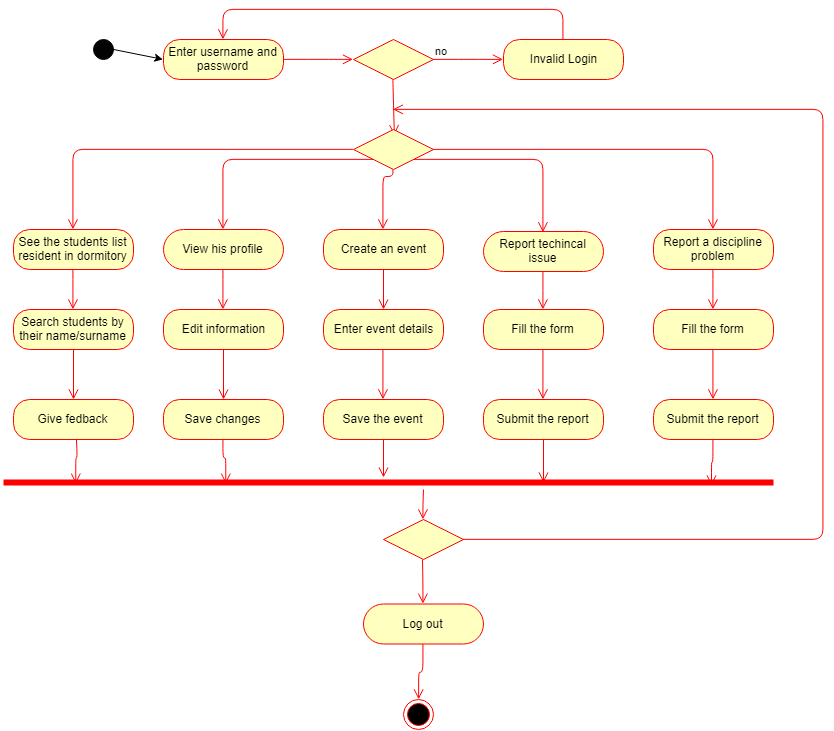 Enter username and
password
no
Invalid Login
See the students list
resident in dormitory
View his profile
Create an event
Report techincal
issue
Report a discipline
problem
Search students by
their name/surname
Edit information
Enter event details
Fill the form
Fill the form
Give fedback
Save changes
Save the event
Submit the report
Submit the report
Log out